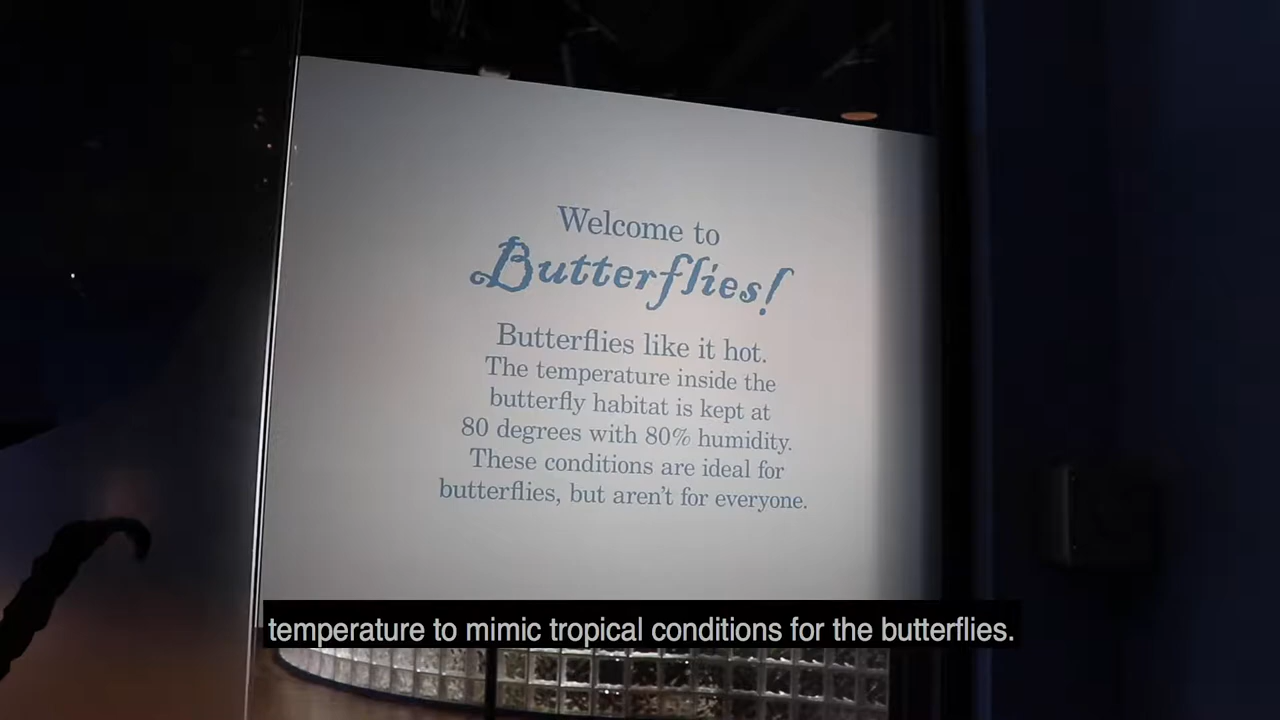 Welcome to
Butterflies!
Butterflies like it hot.
The temperature inside the
butterfly habitat is kept at
80 degrees with 80% humidity.
These conditions are ideal for
butterflies, but aren't for everyone.
temperature to mimic tropical conditions for the butterflies.